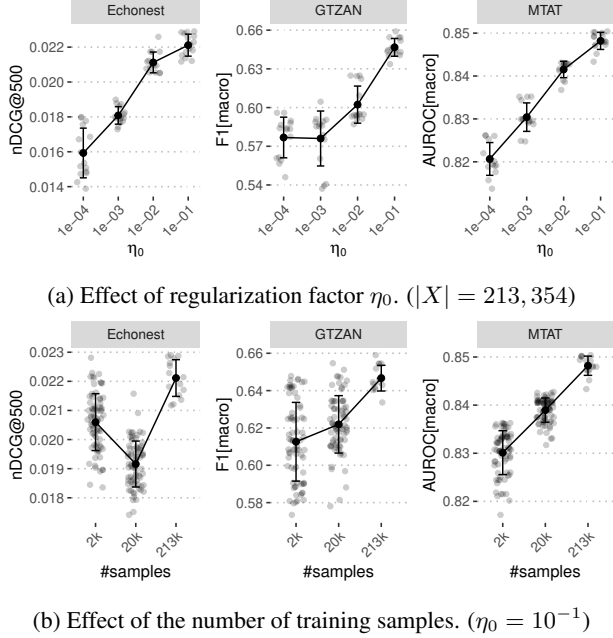 Echonest
GTZAN
MTAT
nDCG@500
0.022
0.020
0.018
0.016
0.014
1e−04
1e−03
1e−02
1e−01
η0
F1[macro]
0.66
0.63
0.60
0.57
0.54
1e−04
1e−03
1e−02
1e−01
η0
AUROC[macro]
0.85
0.84
0.83
0.82
1e−04
1e−03
1e−02
1e−01
η0
(a) Effect of regularization factor η0. (|X| = 213, 354)
Echonest
GTZAN
MTAT
nDCG@500
0.023
0.022
0.021
0.020
0.019
0.018
2k
20k
213k
#samples
F1[macro]
0.66
0.64
0.62
0.60
0.58
2k
20k
213k
#samples
AUROC[macro]
0.85
0.84
0.83
0.82
2k
20k
213k
#samples
(b) Effect of the number of training samples. (η0 = 10−1)